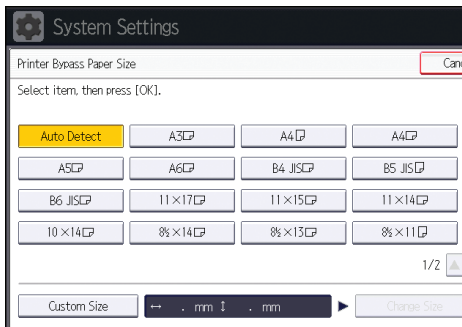 System Settings
Printer Bypass Paper Size
Select item, then press [OK].
Auto Detect A3 A4 A4
A5 A6 B4 JIS B5 JIS
B6 JIS 11×17 11×15 11×14
10×14 8½×14 8½×13 8½×11
1/2
Custom Size ↔ . mm ↕ . mm ▶ Change Size